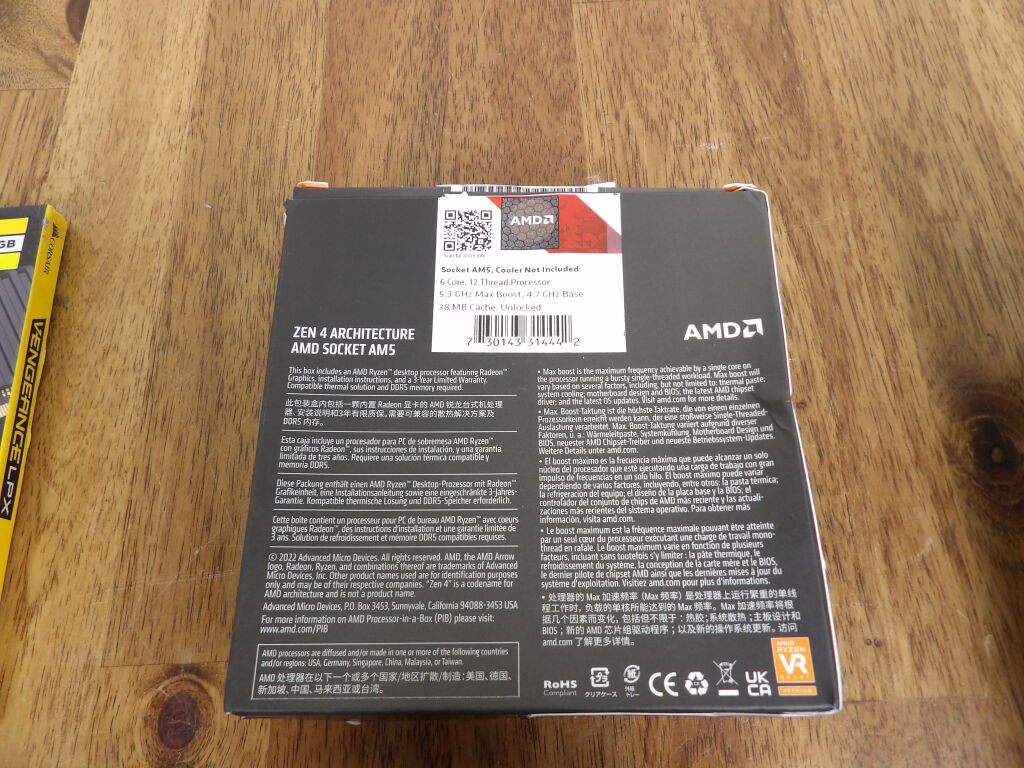 GB
CORSAIR
VENGEANCE LPX
AMD
Scan for more info
Socket AM5, Cooler Not Included
6 Core, 12 Thread Processor
5.3 GHz Max Boost, 4.7 GHz Base
38 MB Cache, Unlocked
7 30143 31444 2
ZEN 4 ARCHITECTURE
AMD SOCKET AM5
AMD
This box includes an AMD Ryzen™ desktop processor featuring Radeon™
Graphics, installation instructions, and a 3-Year Limited Warranty.
Compatible thermal solution and DDR5 memory required.
此包装盒内包括一颗内置 Radeon 显卡的 AMD 锐龙台式机处理
器、安装说明和3年有限质保。需要可兼容的散热解决方案及
DDR5 内存。
Esta caja incluye un procesador para PC de sobremesa AMD Ryzen™
con gráficos Radeon™, sus instrucciones de instalación, y una garantía
limitada de tres años. Requiere una solución térmica compatible y
memoria DDR5.
Diese Packung enthält einen AMD Ryzen™ Desktop-Prozessor mit Radeon™
Grafikeinheit, eine Installationsanleitung sowie eine eingeschränkte 3-Jahres-
Garantie. Kompatible thermische Lösung und DDR5-Speicher erforderlich.
Cette boîte contient un processeur pour PC de bureau AMD Ryzen™ avec coeurs
graphiques Radeon™, des instructions d'installation et une garantie limitée de
3 ans. Solution de refroidissement et mémoire DDR5 compatibles requises.
© 2022 Advanced Micro Devices. All rights reserved. AMD, the AMD Arrow
logo, Radeon, Ryzen, and combinations thereof are trademarks of Advanced
Micro Devices, Inc. Other product names used are for identification purposes
only and may be of their respective companies. "Zen 4" is a codename for
AMD architecture and is not a product name.
Advanced Micro Devices, P.O. Box 3453, Sunnyvale, California 94088-3453 USA
For more information on AMD Processor-in-a-Box (PIB) please visit:
www.amd.com/PIB
AMD processors are diffused and/or made in one or more of the following countries
and/or regions: USA, Germany, Singapore, China, Malaysia, or Taiwan.
AMD 处理器在以下一个或多个国家/地区扩散/制造：美国、德国、
新加坡、中国、马来西亚或台湾。
• Max boost is the maximum frequency achievable by a single core on
the processor running a bursty single-threaded workload. Max boost will
vary based on several factors, including, but not limited to: thermal paste;
system cooling; motherboard design and BIOS; the latest AMD chipset
driver; and the latest OS updates. Visit amd.com for more details.
• Max. Boost-Taktung ist die höchste Taktrate, die von einem einzelnen
Prozessorkern erreicht werden kann, der eine stoßweise Single-Threaded-
Auslastung verarbeitet. Max. Boost-Taktung variiert aufgrund diverser
Faktoren, u. a.: Wärmeleitpaste, Systemkühlung, Motherboard Design und
BIOS, neuester AMD Chipset-Treiber und neueste Betriebssystem-Updates.
Weitere Details unter amd.com.
• El boost máximo es la frecuencia máxima que puede alcanzar un solo
núcleo del procesador que esté ejecutando una carga de trabajo con gran
impulso de frecuencias en un solo hilo. El boost máximo variará
dependiendo de varios factores, incluyendo, entre otros: la pasta térmica;
la refrigeración del equipo; el diseño de la placa base y la BIOS; el
controlador del conjunto de chips de AMD más reciente y las actuali-
zaciones más recientes del sistema operativo. Para obtener más
información, visita amd.com.
• Le boost maximum est la fréquence maximale pouvant être atteinte
par un seul cœur du processeur exécutant une charge de travail mono-
thread en rafale. Le boost maximum varie en fonction de plusieurs
facteurs, incluant sans toutefois s'y limiter : la pâte thermique, le
refroidissement du système, la conception de la carte mère et le BIOS,
le dernier pilote de chipset AMD ainsi que les dernières mises à jour du
système d'exploitation. Visitez amd.com pour plus d'informations.
• 处理器的 Max 加速频率 (Max 频率) 是处理器上运行繁重的单线
程工作时，负载的单核所能达到的 Max 频率。Max 加速频率将根
据几个因素而变化，包括但不限于：热胶；系统散热；主板设计和
BIOS；新的 AMD 芯片组驱动程序；以及新的操作系统更新。访问
amd.com 了解更多详情。
RoHS
Compliant
クリアケース
外箱
トレー
CE
UK
CA
AMD
RYZEN
VR
READY
PREMIUM